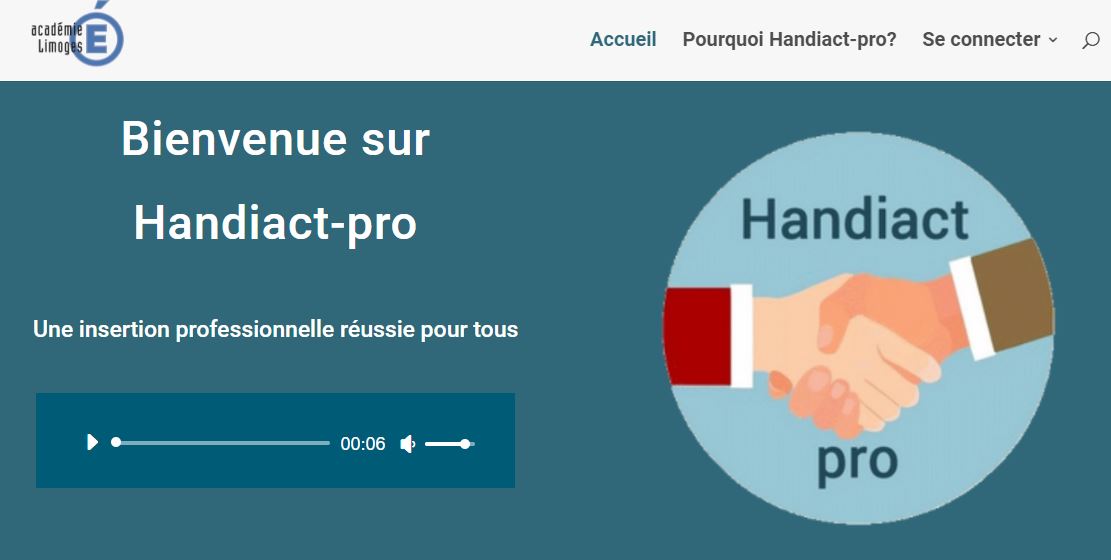 académie
Limoges
É
Accueil
Pourquoi Handiact-pro?
Se connecter
Bienvenue sur
Handiact-pro
Une insertion professionnelle réussie pour tous
00:06
Handiact
pro